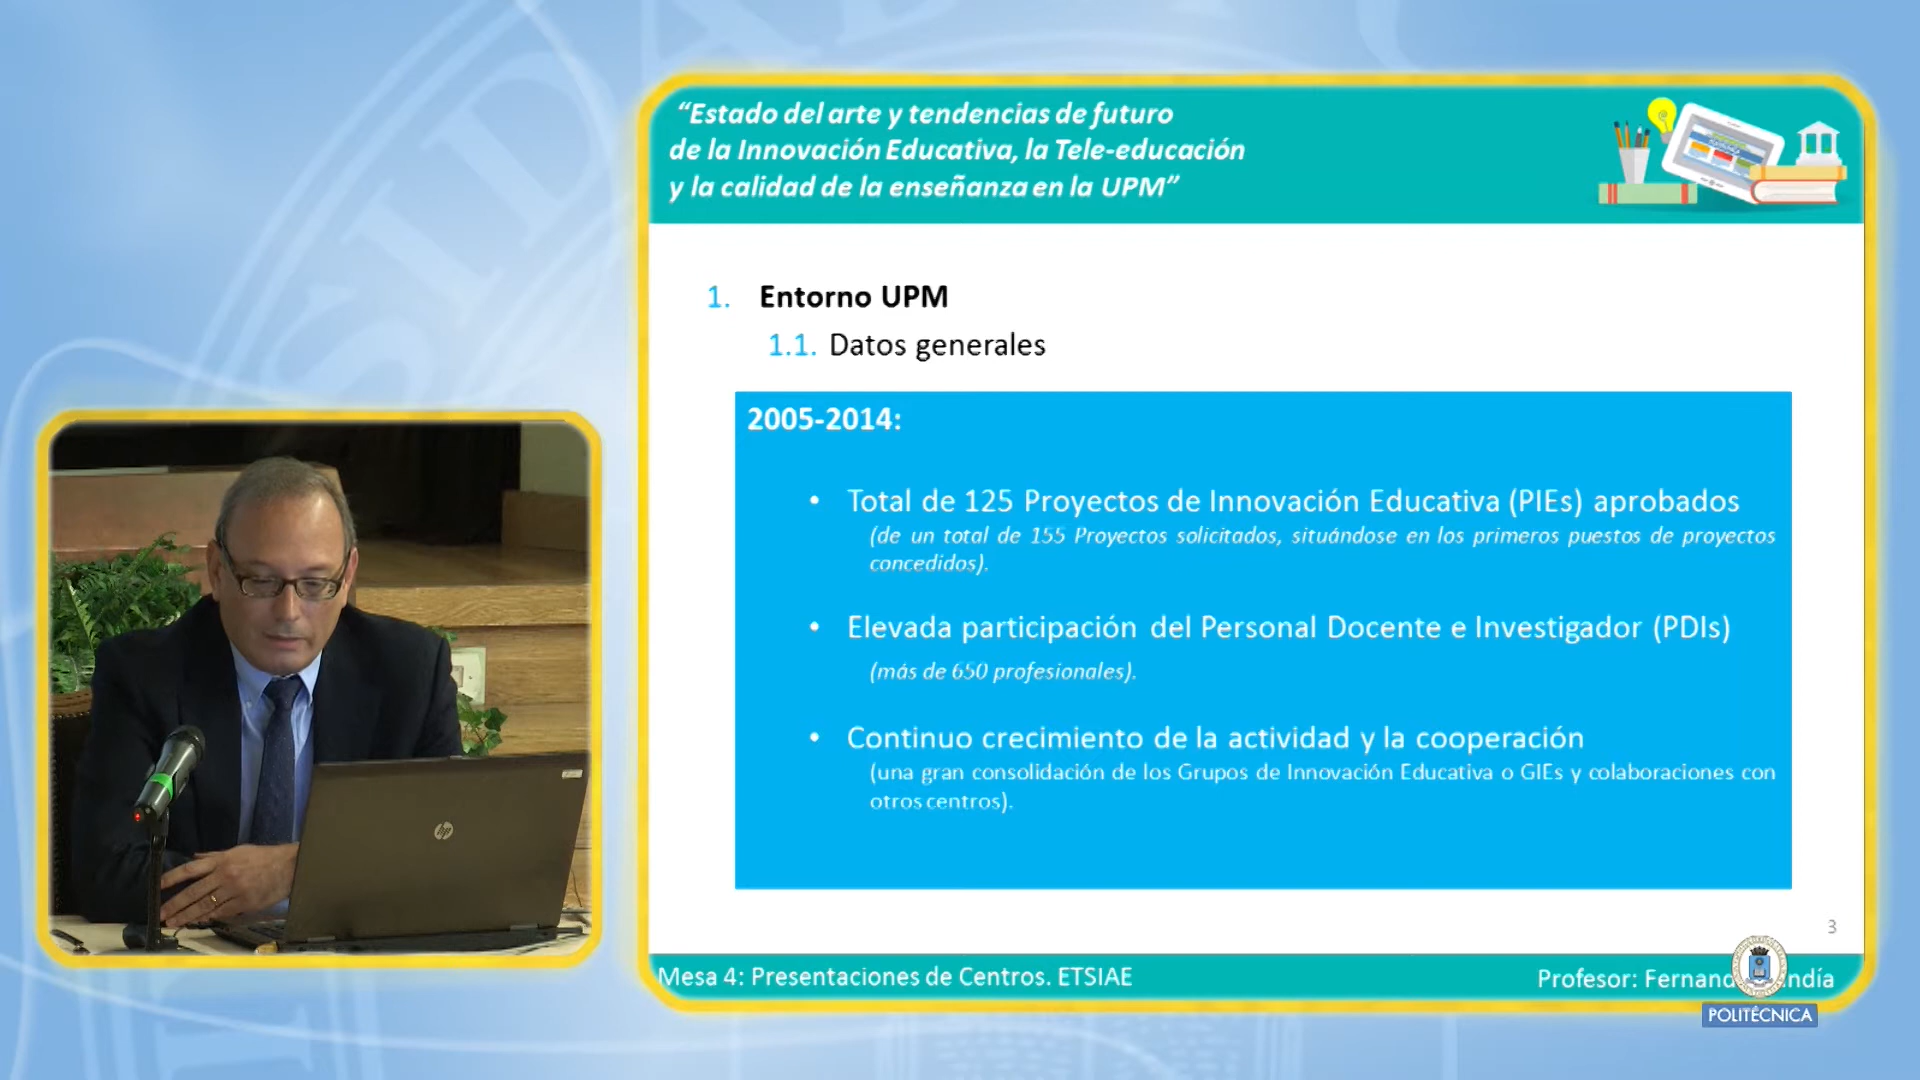 “Estado del arte y tendencias de futuro
de la Innovación Educativa, la Tele-educación
y la calidad de la enseñanza en la UPM”
1. Entorno UPM
1.1. Datos generales
2005-2014:
• Total de 125 Proyectos de Innovación Educativa (PIEs) aprobados
(de un total de 155 Proyectos solicitados, situándose en los primeros puestos de proyectos
concedidos).
• Elevada participación del Personal Docente e Investigador (PDIs)
(más de 650 profesionales).
• Continuo crecimiento de la actividad y la cooperación
(una gran consolidación de los Grupos de Innovación Educativa o GIEs y colaboraciones con
otros centros).
3
Mesa 4: Presentaciones de Centros. ETSIAE
Profesor:
POLITÉCNICA
hp